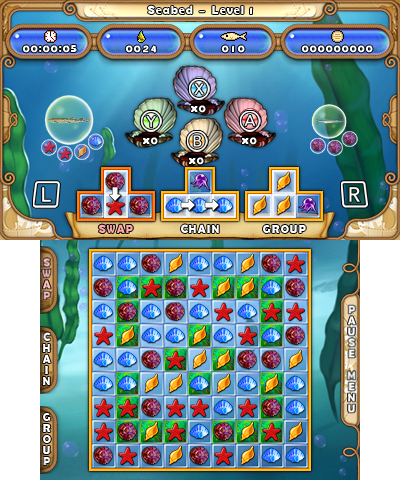 Seabed - Level 1
00:00:05
0024
010
000000000
X
X0
Y
X0
A
X0
B
X0
L
R
SWAP
CHAIN
GROUP
SWAP
CHAIN
GROUP
PAUSE MENU